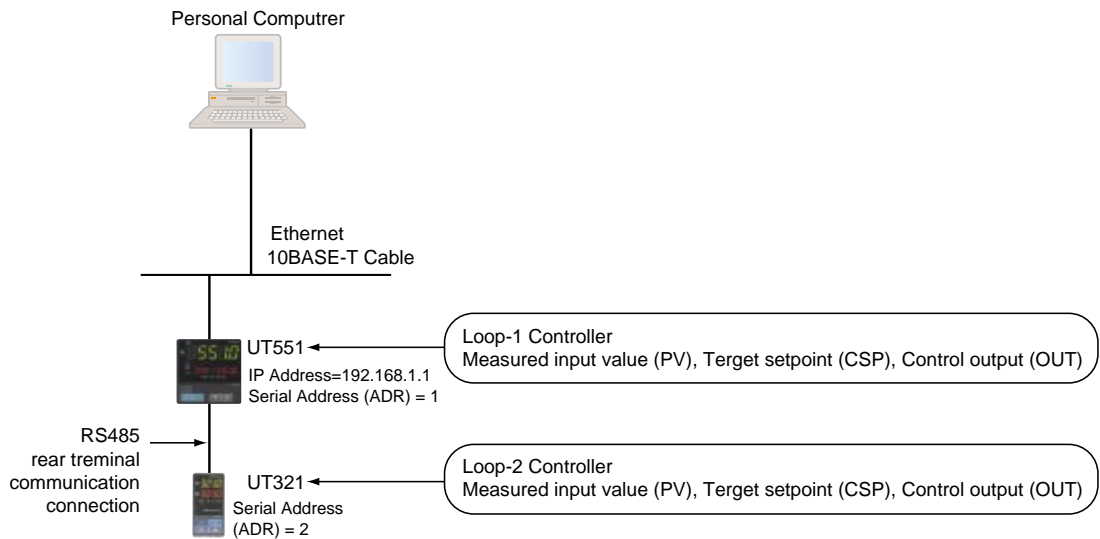 Personal Computrer
Ethernet
10BASE-T Cable
UT551
IP Address=192.168.1.1
Serial Address (ADR) = 1
Loop-1 Controller
Measured input value (PV), Terget setpoint (CSP), Control output (OUT)
RS485
rear treminal
communication
connection
UT321
Serial Address
(ADR) = 2
Loop-2 Controller
Measured input value (PV), Terget setpoint (CSP), Control output (OUT)